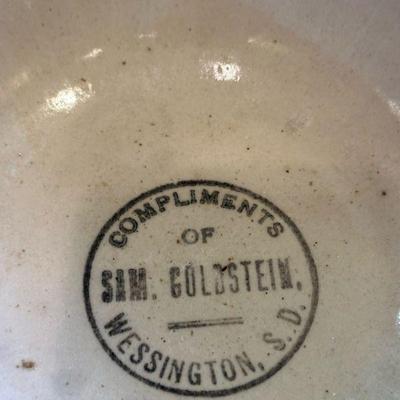 COMPLIMENTS
OF
SAM. GOLDSTEIN.
WESSINGTON, S. D.